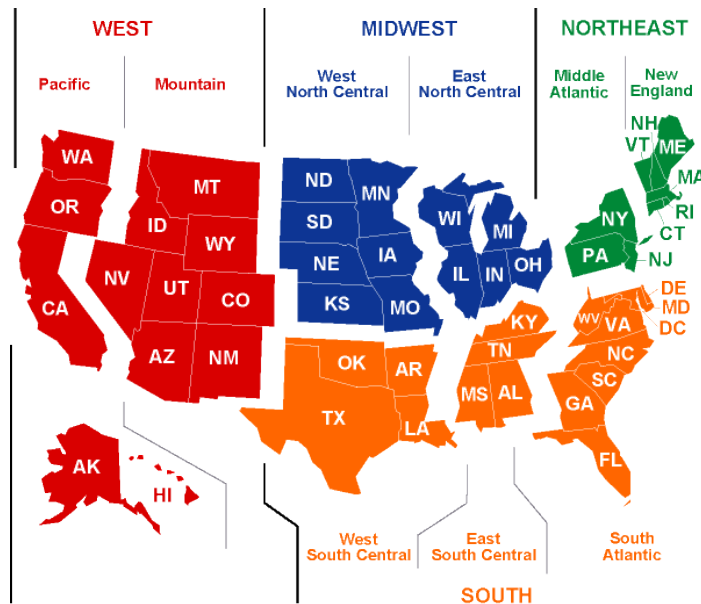 WEST
MIDWEST
NORTHEAST
Pacific
Mountain
West
North Central
East
North Central
Middle
Atlantic
New
England
WA
OR
CA
MT
ID
WY
NV
UT
CO
AZ
NM
AK
HI
ND
MN
SD
NE
IA
KS
MO
WI
MI
IL
IN
OH
NH
VT
ME
MA
RI
CT
NY
PA
NJ
OK
AR
TX
LA
KY
TN
MS
AL
DE
MD
DC
WV
VA
NC
SC
GA
FL
West
South Central
East
South Central
South
Atlantic
SOUTH